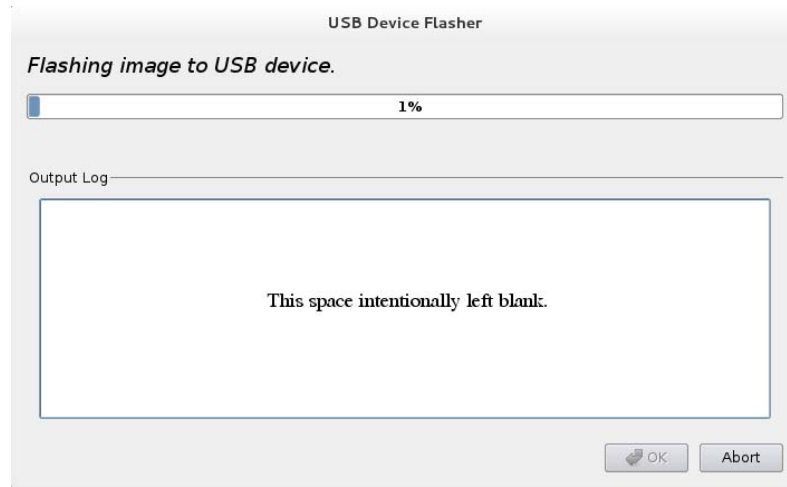 USB Device Flasher
Flashing image to USB device.
1%
Output Log
This space intentionally left blank.
OK
Abort